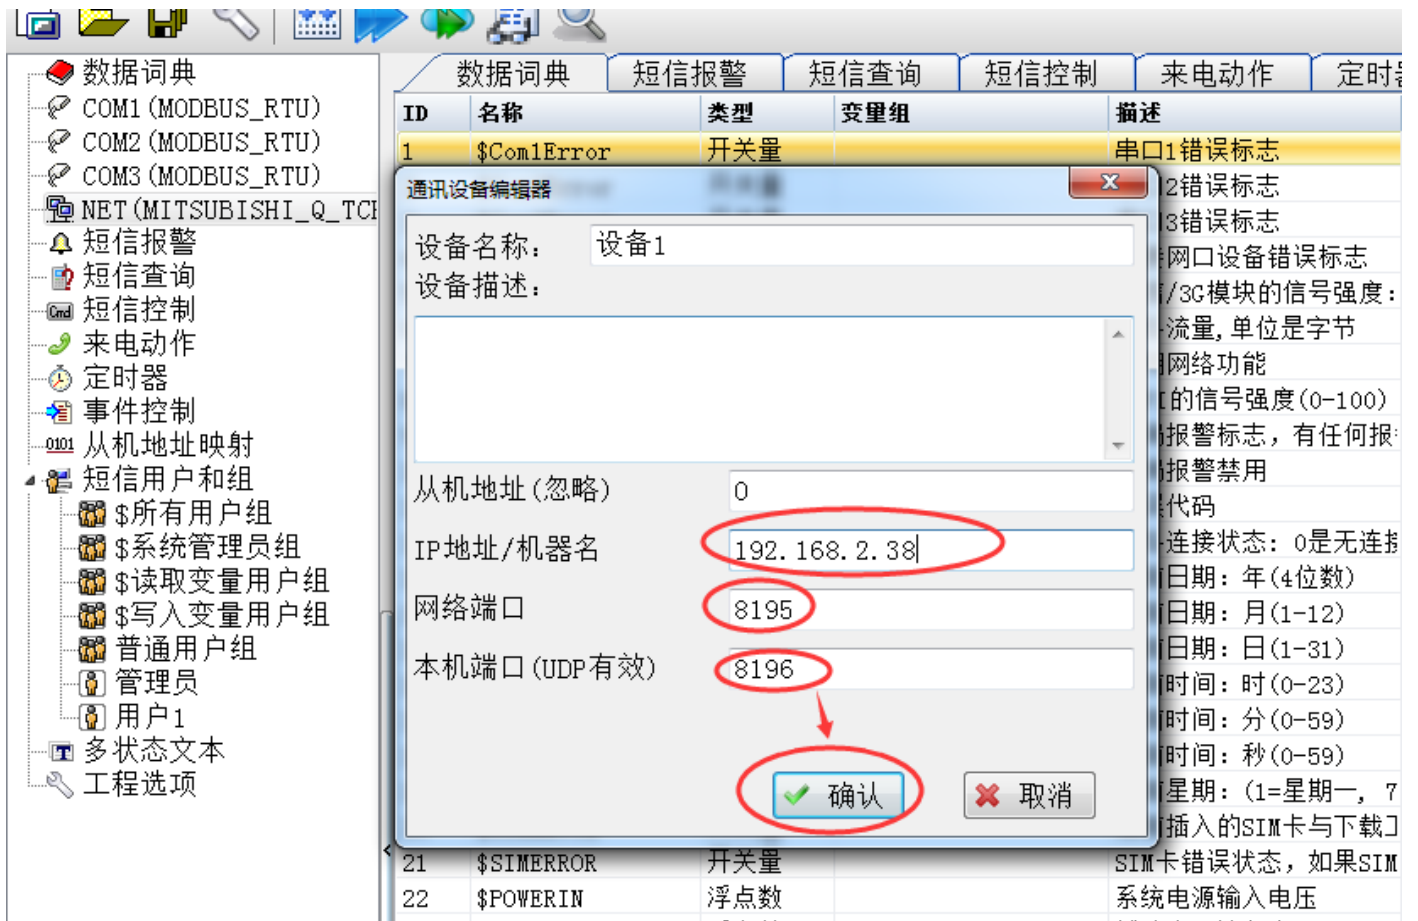 数据词典
COM1(MODBUS_RTU)
COM2(MODBUS_RTU)
COM3(MODBUS_RTU)
NET(MITSUBISHI_Q_TC
短信报警
短信查询
Cmd 短信控制
来电动作
定时器
事件控制
0101 从机地址映射
短信用户和组
$所有用户组
$系统管理员组
$读取变量用户组
$写入变量用户组
普通用户组
管理员
用户1
T 多状态文本
工程选项
数据词典 短信报警 短信查询 短信控制 来电动作 定时
ID 名称 类型 变量组 描述
1 $Com1Error 开关量 串口1错误标志
2错误标志
3错误标志
网口设备错误标志
/3G模块的信号强度:
流量,单位是字节
网络功能
的信号强度(0-100)
报警标志，有任何报
报警禁用
代码
连接状态: 0是无连接
日期: 年(4位数)
日期: 月(1-12)
日期: 日(1-31)
时间: 时(0-23)
时间: 分(0-59)
时间: 秒(0-59)
星期: (1=星期一, 7
插入的SIM卡与下载工
21 $SIMERROR 开关量 SIM卡错误状态，如果SIM
22 $POWERIN 浮点数 系统电源输入电压
通讯设备编辑器
设备名称: 设备1
设备描述:
从机地址(忽略) 0
IP地址/机器名 192.168.2.38
网络端口 8195
本机端口(UDP有效) 8196
确认 取消